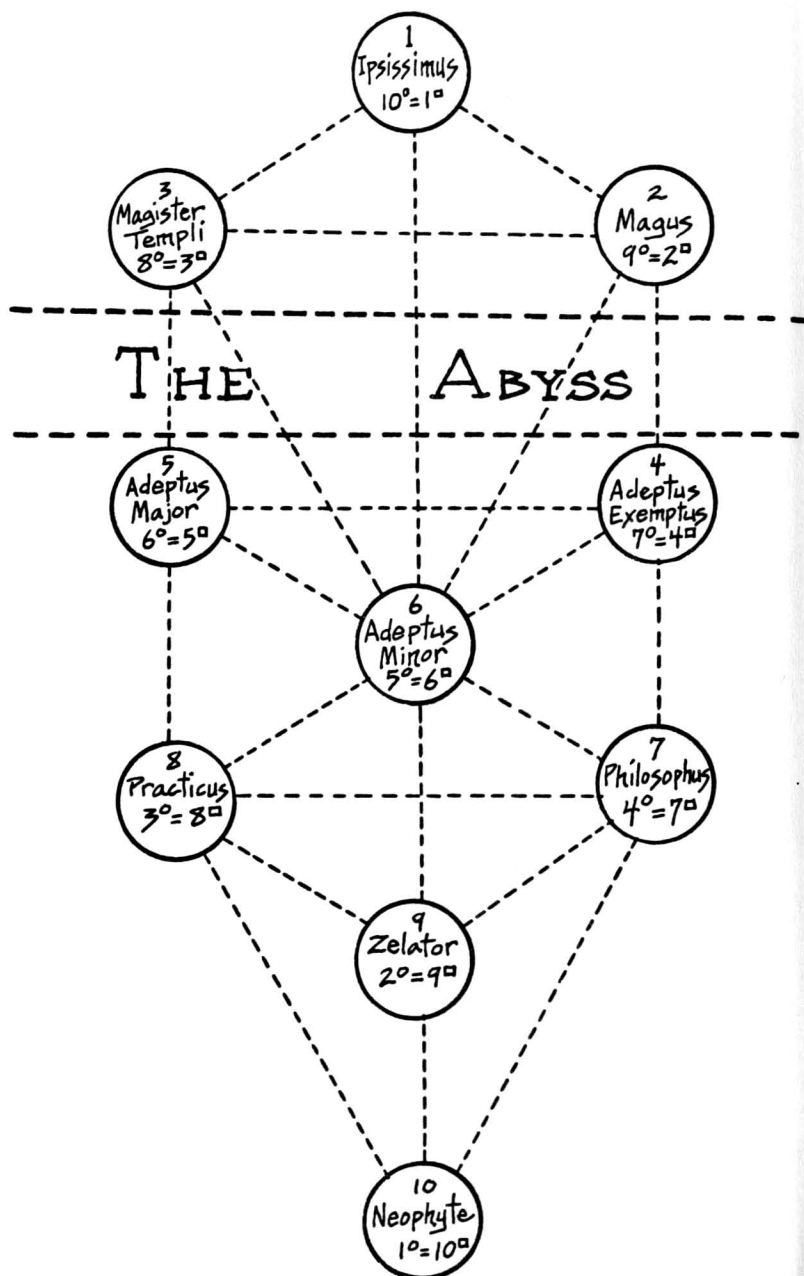 1
Ipsissimus
10°=1□
3
Magister
Templi
8°=3□
2
Magus
9°=2□
THE ABYSS
5
Adeptus
Major
6°=5□
4
Adeptus
Exemptus
7°=4□
6
Adeptus
Minor
5°=6□
8
Practicus
3°=8□
7
Philosophus
4°=7□
9
Zelator
2°=9□
10
Neophyte
1°=10□